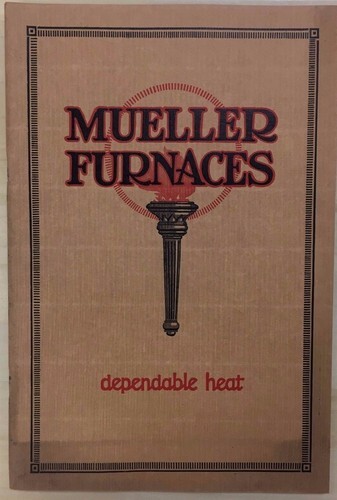 MUELLER
FURNACES
dependable heat